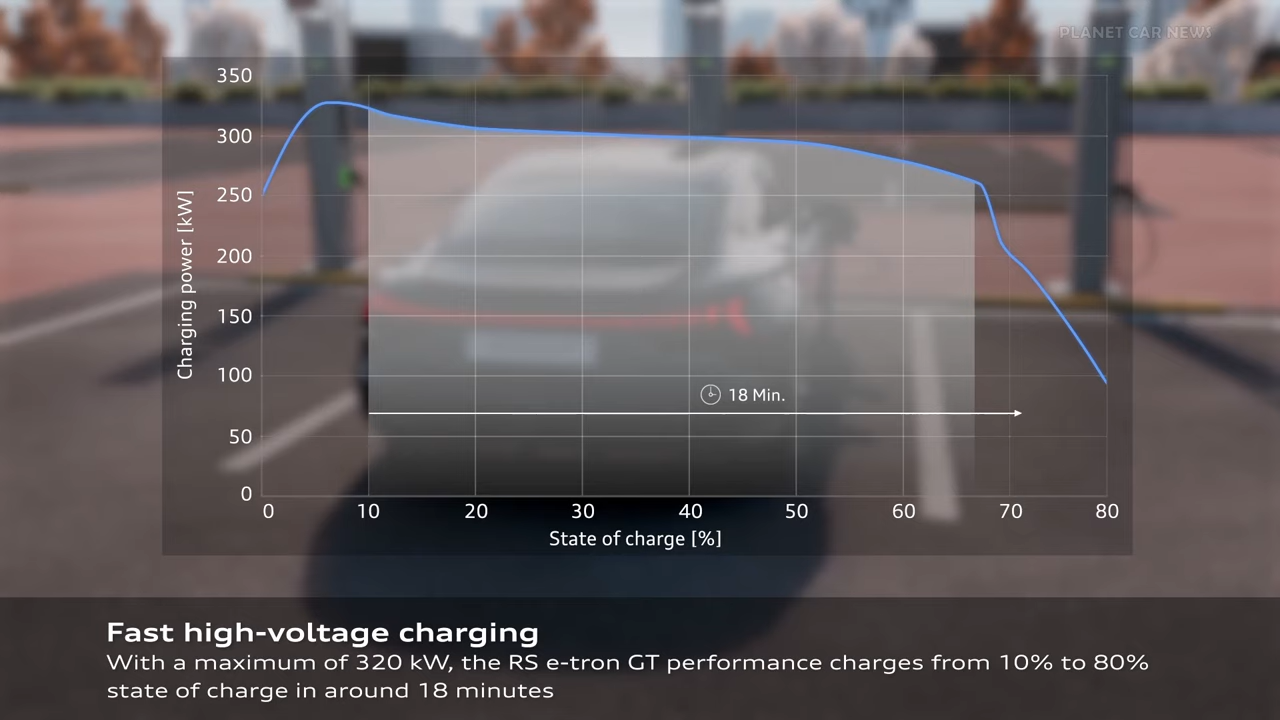 PLANET CAR NEWS
350
300
250
200
150
100
50
0
Charging power [kW]
18 Min.
0 10 20 30 40 50 60 70 80
State of charge [%]
Fast high-voltage charging
With a maximum of 320 kW, the RS e-tron GT performance charges from 10% to 80%
state of charge in around 18 minutes